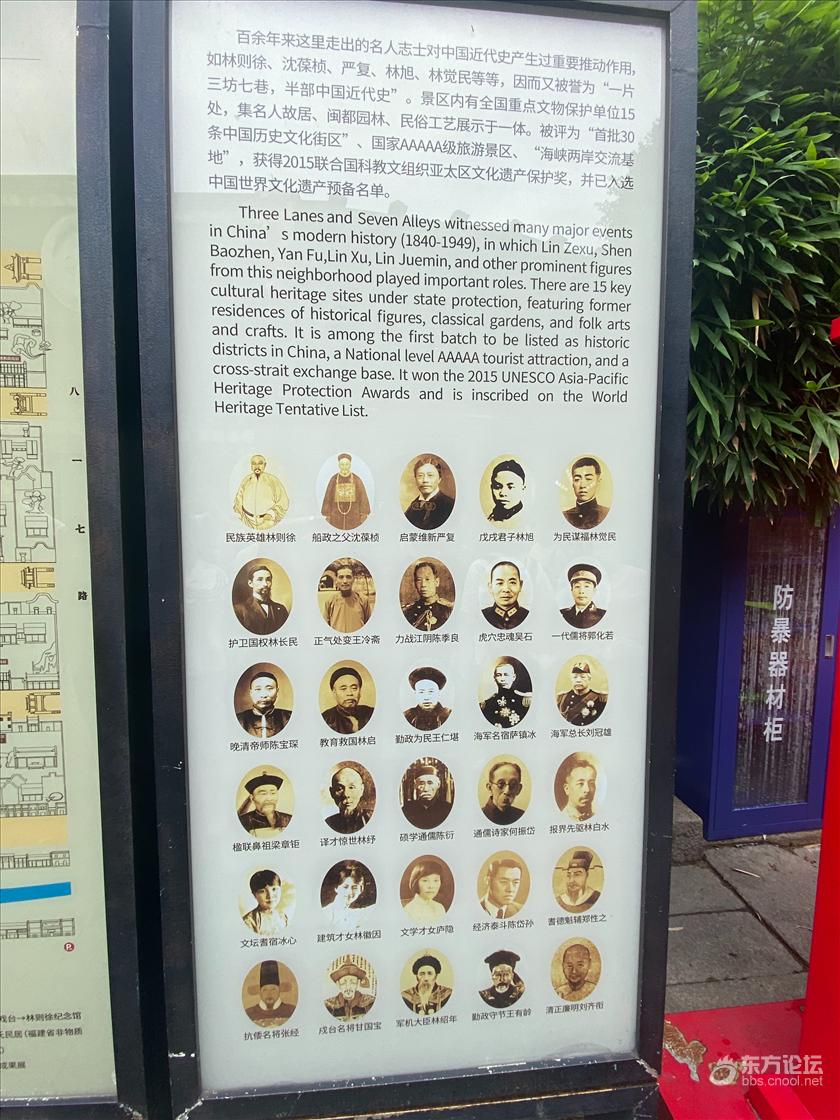 百余年来这里走出的名人志士对中国近代史产生过重要推动作用,
如林则徐、沈葆桢、严复、林旭、林觉民等等，因而又被誉为“一片
三坊七巷，半部中国近代史”。景区内有全国重点文物保护单位15
处，集名人故居、闽都园林、民俗工艺展示于一体。被评为“首批30
条中国历史文化街区”、国家AAAAA级旅游景区、“海峡两岸交流基
地”，获得2015联合国科教文组织亚太区文化遗产保护奖，并已入选
中国世界文化遗产预备名单。
Three Lanes and Seven Alleys witnessed many major events
in China’s modern history (1840-1949), in which Lin Zexu, Shen
Baozhen, Yan Fu,Lin Xu, Lin Juemin, and other prominent figures
from this neighborhood played important roles. There are 15 key
cultural heritage sites under state protection, featuring former
residences of historical figures, classical gardens, and folk arts
and crafts. It is among the first batch to be listed as historic
districts in China, a National level AAAAA tourist attraction, and a
cross-strait exchange base. It won the 2015 UNESCO Asia-Pacific
Heritage Protection Awards and is inscribed on the World
Heritage Tentative List.
民族英雄林则徐 船政之父沈葆桢 启蒙维新严复 戊戌君子林旭 为民谋福林觉民
护卫国权林长民 正气处变王冷斋 力战江阴陈季良 虎穴忠魂吴石 一代儒将郭化若
晚清帝师陈宝琛 教育救国林启 勤政为民王仁堪 海军名宿萨镇冰 海军总长刘冠雄
楹联鼻祖梁章钜 译才惊世林纾 硕学通儒陈衍 通儒诗家何振岱 报界先驱林白水
文坛耆宿冰心 建筑才女林徽因 文学才女庐隐 经济泰斗陈岱孙 耆德魁辅郑性之
抗倭名将张经 戍台名将甘国宝 军机大臣林绍年 勤政守节王有龄 清正廉明刘齐衔
八一七路
P
戏台→林则徐纪念馆
氏民居(福建省非物质
成果展
防暴器材柜
东方论坛
bbs.cnool.net